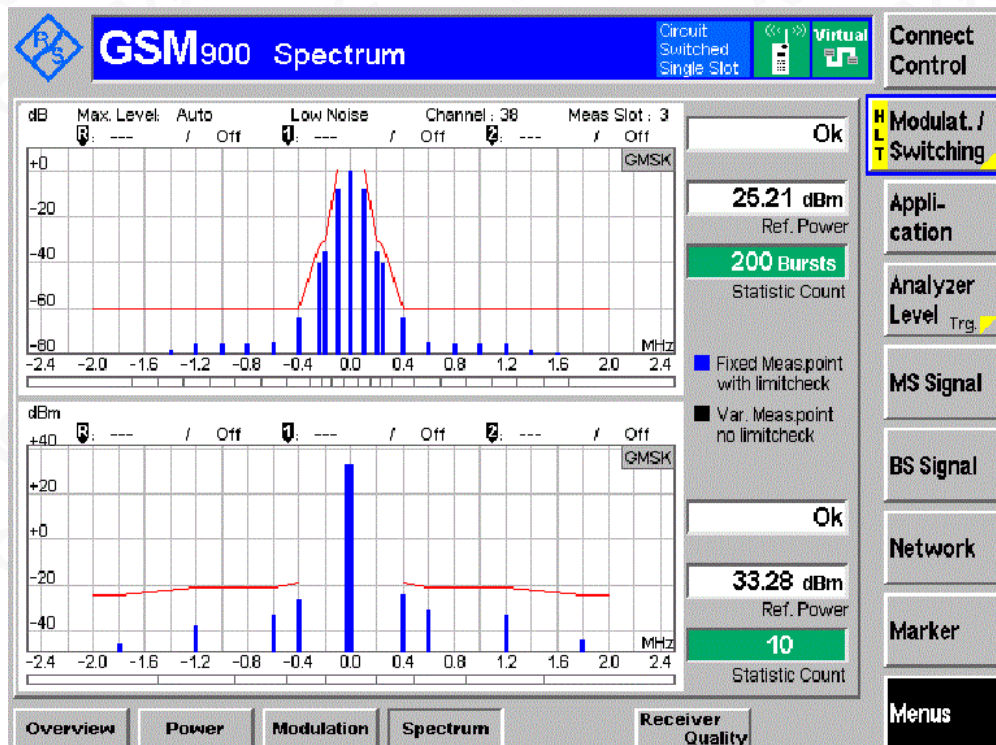 R S
GSM900 Spectrum
Circuit
Switched
Single Slot
Virtual
Connect
Control
dB Max. Level: Auto Low Noise Channel : 38 Meas Slot : 3
R: --- / Off 1: --- / Off 2: --- / Off
GMSK
+0
-20
-40
-60
-80
MHz
-2.4 -2.0 -1.6 -1.2 -0.8 -0.4 0.0 0.4 0.8 1.2 1.6 2.0 2.4
Ok
25.21 dBm
Ref. Power
200 Bursts
Statistic Count
Fixed Meas.point
with limitcheck
Var. Meas.point
no limitcheck
dBm
R: --- / Off 1: --- / Off 2: --- / Off
GMSK
+40
+20
+0
-20
-40
MHz
-2.4 -2.0 -1.6 -1.2 -0.8 -0.4 0.0 0.4 0.8 1.2 1.6 2.0 2.4
Ok
33.28 dBm
Ref. Power
10
Statistic Count
H
L
T
Modulat. /
Switching
Appli-
cation
Analyzer
Level Trg.
MS Signal
BS Signal
Network
Marker
Menus
Overview
Power
Modulation
Spectrum
Receiver
Quality